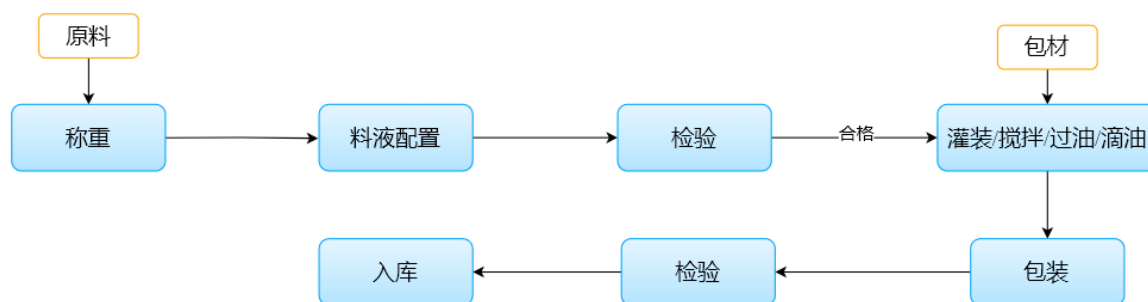 原料
包材
称重
料液配置
检验
合格
灌装/搅拌/过油/滴油
入库
检验
包装